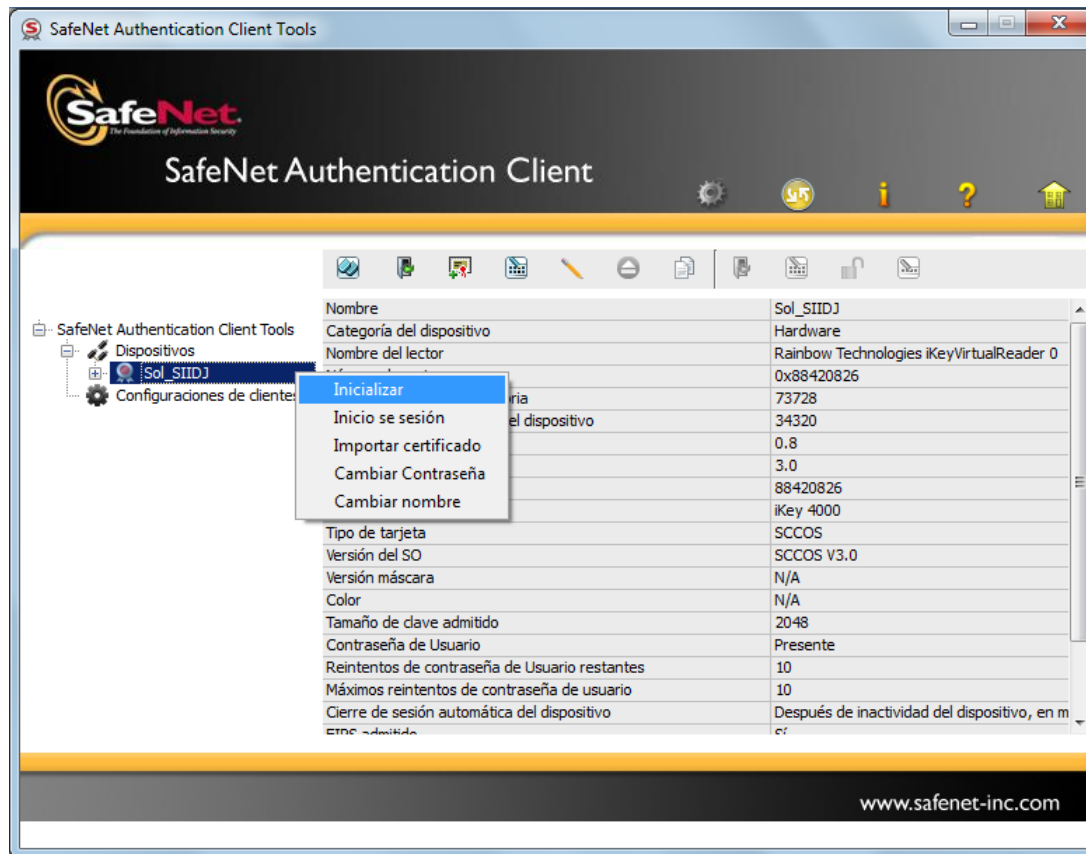 SafeNet Authentication Client Tools
SafeNet.
The Foundation of Information Security
SafeNet Authentication Client
SafeNet Authentication Client Tools
Dispositivos
Sol_SIIDJ
Configuraciones de clientes
Inicializar
Inicio se sesión
Importar certificado
Cambiar Contraseña
Cambiar nombre
Nombre Sol_SIIDJ
Categoría del dispositivo Hardware
Nombre del lector Rainbow Technologies iKeyVirtualReader 0
0x88420826
73728
el dispositivo 34320
0.8
3.0
88420826
iKey 4000
Tipo de tarjeta SCCOS
Versión del SO SCCOS V3.0
Versión máscara N/A
Color N/A
Tamaño de clave admitido 2048
Contraseña de Usuario Presente
Reintentos de contraseña de Usuario restantes 10
Máximos reintentos de contraseña de usuario 10
Cierre de sesión automática del dispositivo Después de inactividad del dispositivo, en m
FIPS admitido Sí
www.safenet-inc.com